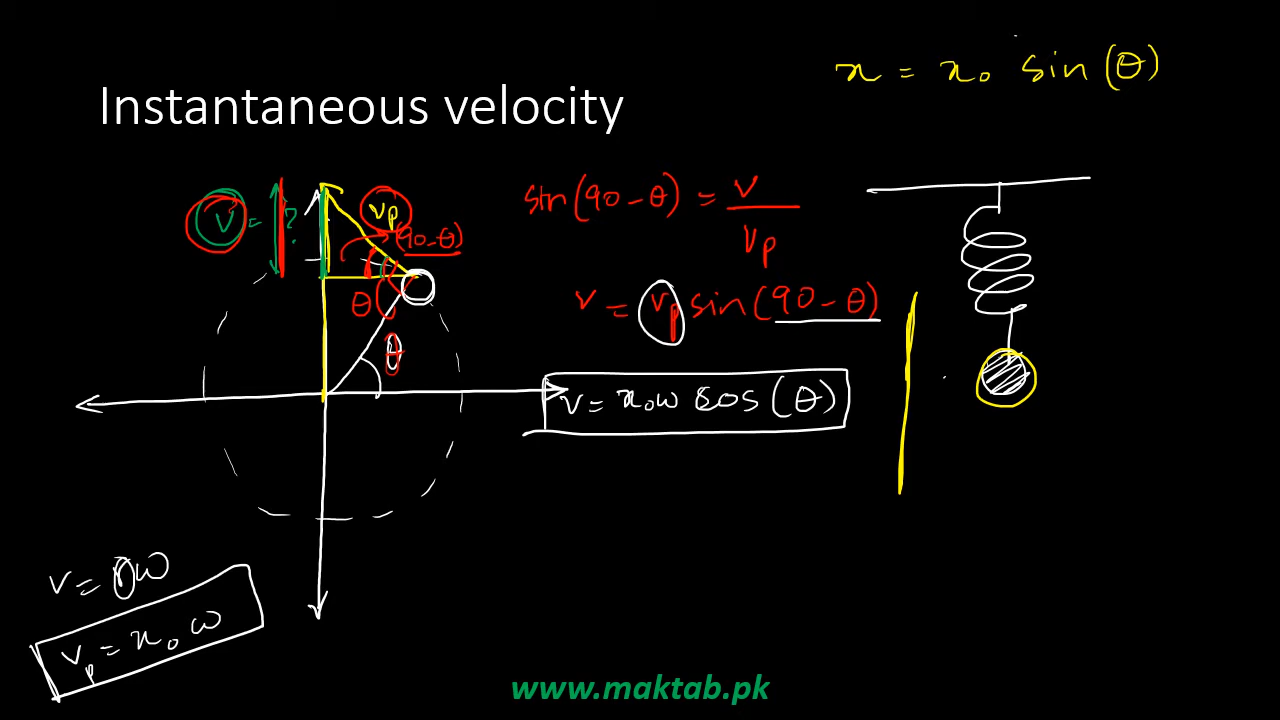 x = x₀ sin(θ)
Instantaneous velocity
v = ?
vp
(90-θ)
θ
θ
sin(90-θ) = v/vp
v = vp sin(90-θ)
v = x₀ω cos(θ)
v = rω
vp = x₀ω
www.maktab.pk